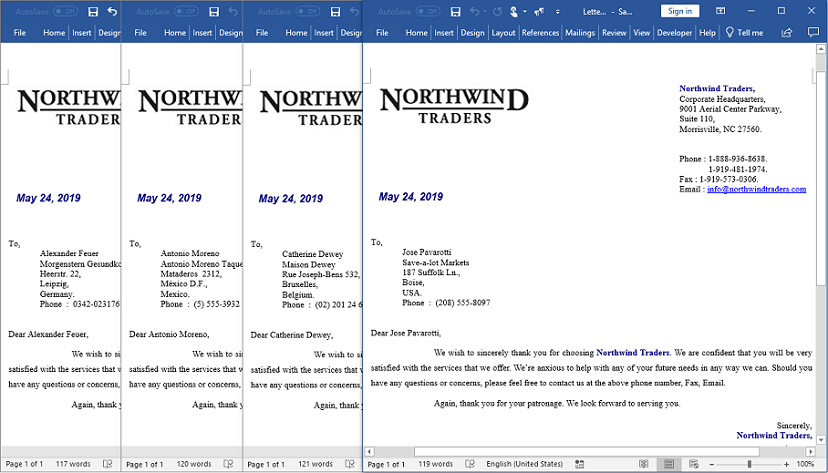 AutoSave Off
File Home Insert Design
NORTHW
TRADERS
May 24, 2019
To,
Alexander Feuer
Morgenstern Gesundko
Heerstr. 22,
Leipzig,
Germany.
Phone : 0342-023176
Dear Alexander Feuer,
We wish to si
satisfied with the services that w
have any questions or concerns,
Again, thank y
Page 1 of 1 117 words
AutoSave Off
File Home Insert Design
NORTHW
TRADERS
May 24, 2019
To,
Antonio Moreno
Antonio Moreno Taque
Mataderos 2312,
México D.F.,
Mexico.
Phone : (5) 555-3932
Dear Antonio Moreno,
We wish to si
satisfied with the services that w
have any questions or concerns,
Again, thank y
Page 1 of 1 120 words
AutoSave Off
File Home Insert Design
NORTHW
TRADERS
May 24, 2019
To,
Catherine Dewey
Maison Dewey
Rue Joseph-Bens 532,
Bruxelles,
Belgium.
Phone : (02) 201 24 6
Dear Catherine Dewey,
We wish to si
satisfied with the services that w
have any questions or concerns,
Again, thank y
Page 1 of 1 121 words
AutoSave Off Lette... - Sa... Sign in
File Home Insert Design Layout References Mailings Review View Developer Help Tell me
NORTHWIND
TRADERS
Northwind Traders,
Corporate Headquarters,
9001 Aerial Center Parkway,
Suite 110,
Morrisville, NC 27560.
Phone : 1-888-936-8638.
1-919-481-1974.
Fax : 1-919-573-0306.
Email : info@northwindtraders.com
May 24, 2019
To,
Jose Pavarotti
Save-a-lot Markets
187 Suffolk Ln.,
Boise,
USA.
Phone : (208) 555-8097
Dear Jose Pavarotti,
We wish to sincerely thank you for choosing Northwind Traders. We are confident that you will be very
satisfied with the services that we offer. We're anxious to help with any of your future needs in any way we can. Should you
have any questions or concerns, please feel free to contact us at the above phone number, Fax, Email.
Again, thank you for your patronage. We look forward to serving you.
Sincerely,
Northwind Traders,
Page 1 of 1 119 words English (United States) 100%